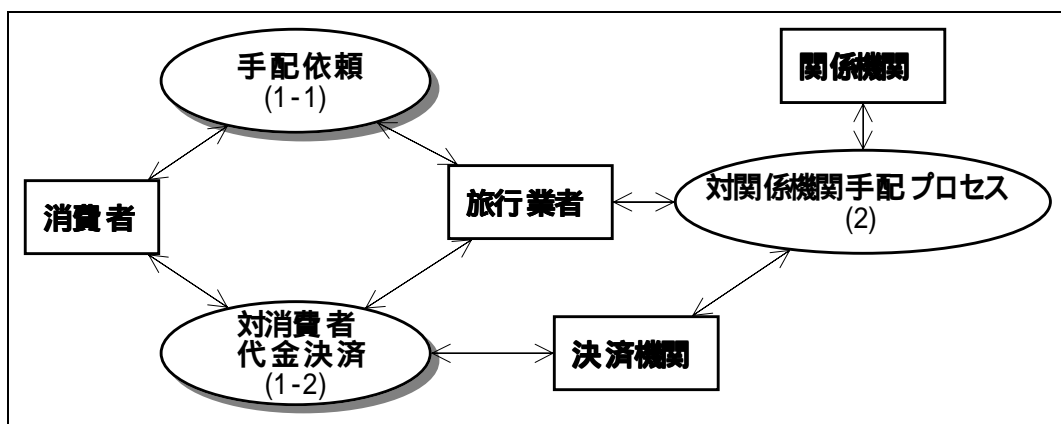 手配依頼
(1-1)
関係機関
消費者
旅行業者
対関係機関手配プロセス
(2)
対消費者
代金決済
(1-2)
決済機関